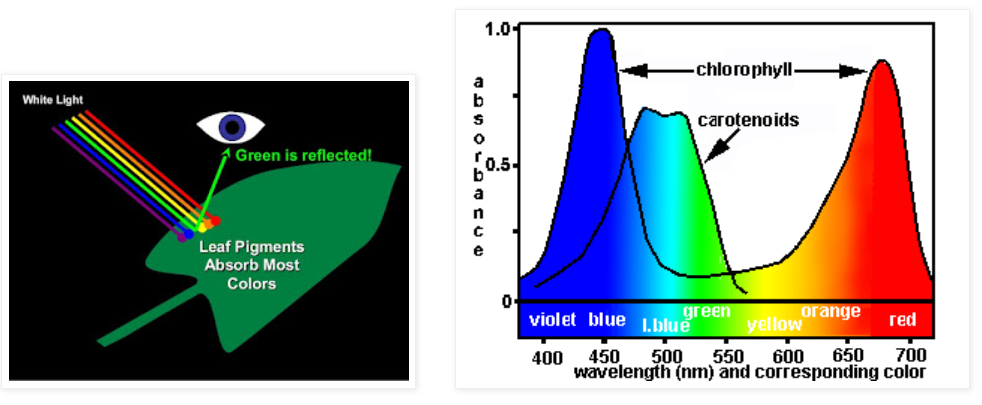 White Light
Green is reflected!
Leaf Pigments
Absorb Most
Colors
1.0
0.5
0
absorbance
chlorophyll
carotenoids
violet blue l.blue green yellow orange red
400 450 500 550 600 650 700
wavelength (nm) and corresponding color